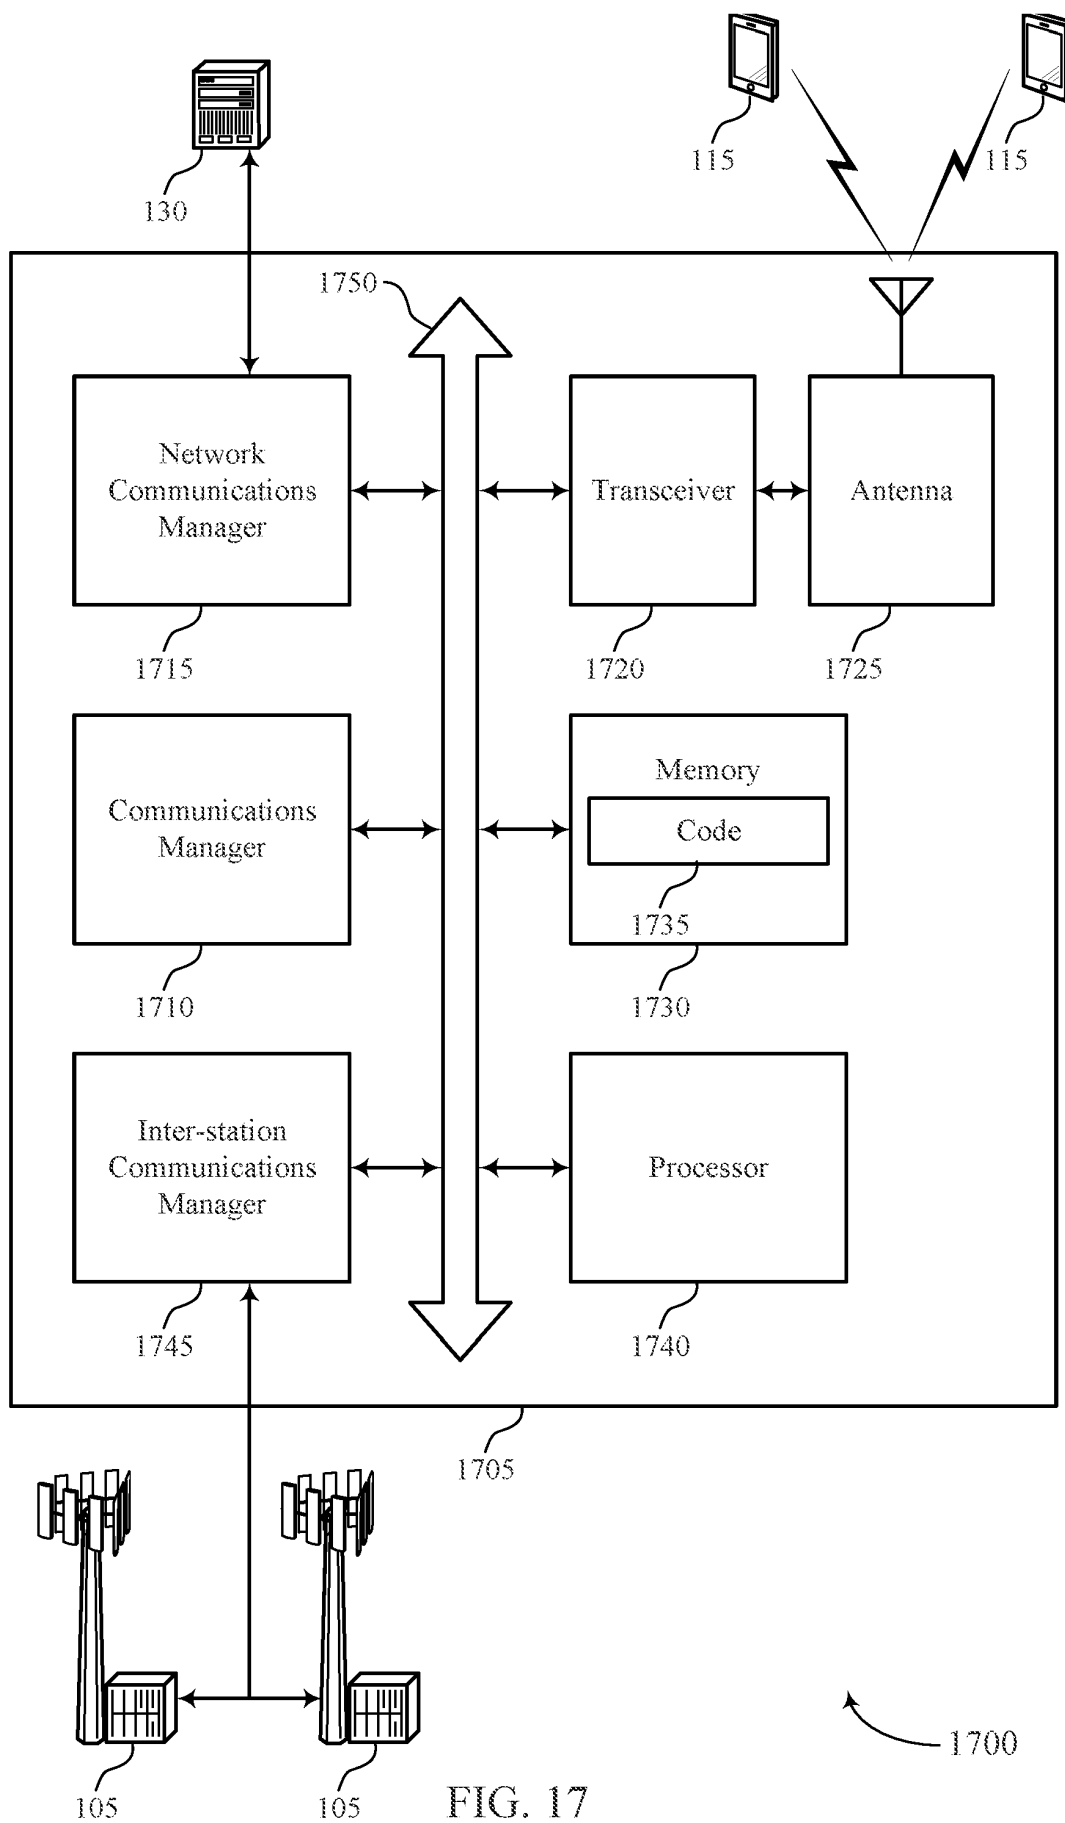 115
115
130
1750
Network
Communications
Manager
Transceiver
Antenna
1715
1720
1725
Communications
Manager
Memory
Code
1735
1710
1730
Inter-station
Communications
Manager
Processor
1745
1740
1705
1700
105
105
FIG. 17